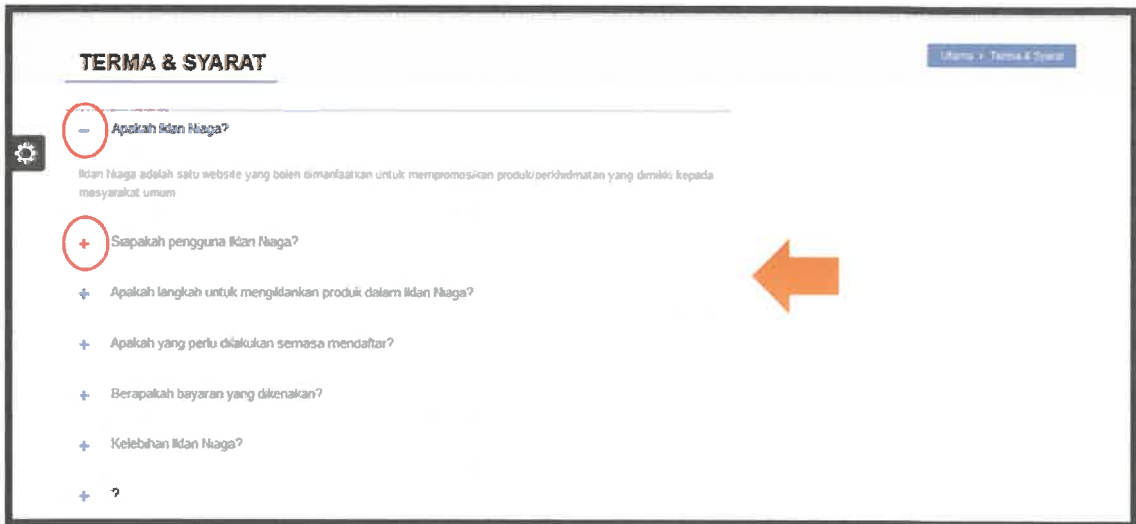 TERMA & SYARAT
Utama > Terma & Syarat
Apakah Iklan Niaga?
Iklan Niaga adalah satu website yang boleh dimanfaatkan untuk mempromosikan produk/perkhidmatan yang dimiliki kepada
masyarakat umum
Siapakah pengguna Iklan Niaga?
Apakah langkah untuk mengiklankan produk dalam Iklan Niaga?
Apakah yang perlu dilakukan semasa mendaftar?
Berapakah bayaran yang dikenakan?
Kelebihan Iklan Niaga?
?